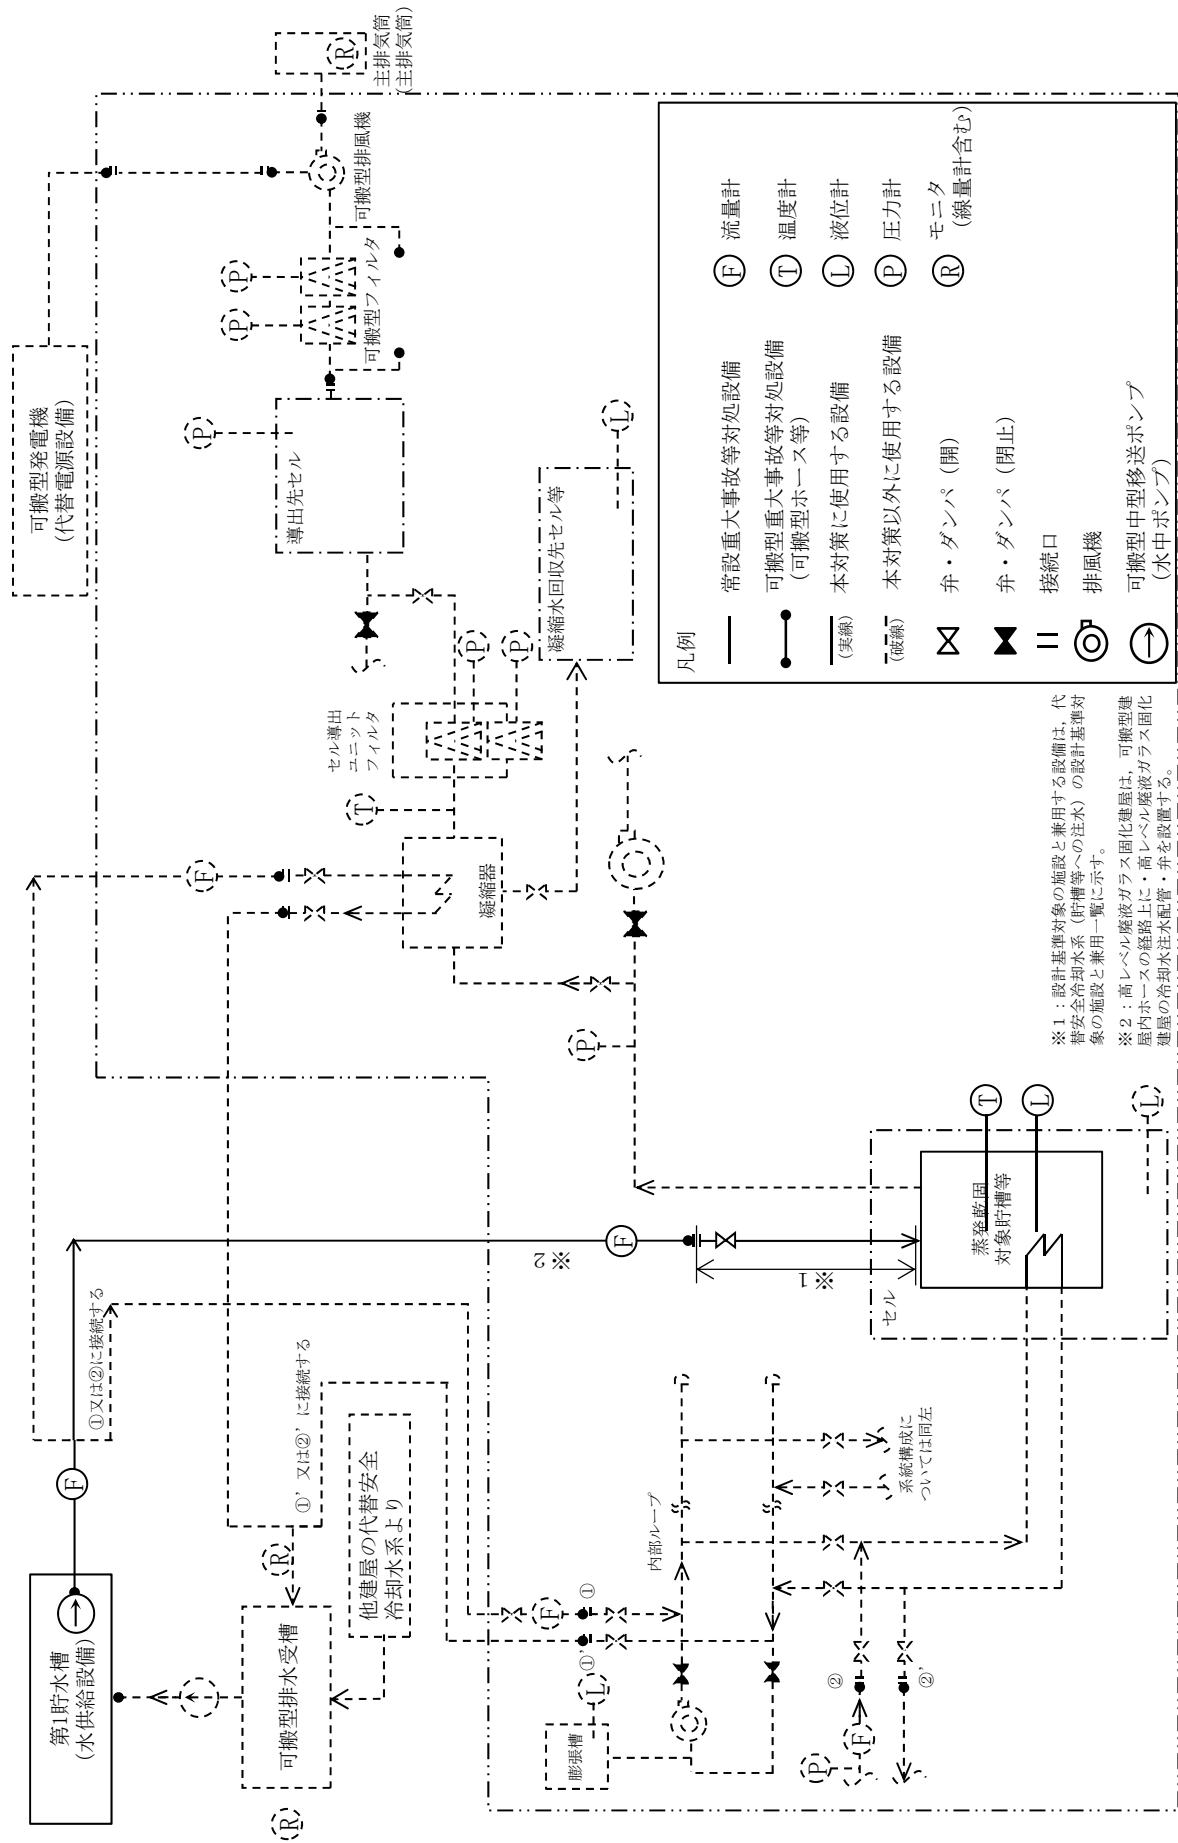 第1貯水槽
(水供給設備)
可搬型排水受槽
R
R
F
①又は②に接続する
①’又は②’に接続する
他建屋の代替安全
冷却水系より
可搬型発電機
(代替電源設備)
主排気筒
(主排気筒)
R
可搬型排風機
可搬型フィルタ
P
P
P
導出先セル
凝縮水回収先セル等
L
セル導出
ユニット
フィルタ
P
P
T
F
凝縮器
P
※2
F
※1
セル
蒸発乾固
対象貯槽等
T
L
L
内部ループ
系統構成に
ついては同左
膨張槽
L
F
①
①’
②
②’
P
F
凡例
常設重大事故等対処設備
可搬型重大事故等対処設備
(可搬型ホース等)
(実線)
本対策に使用する設備
(破線)
本対策以外に使用する設備
弁・ダンパ(開)
弁・ダンパ(閉止)
接続口
排風機
可搬型中型移送ポンプ
(水中ポンプ)
F 流量計
T 温度計
L 液位計
P 圧力計
R モニタ
(線量計含む)
※1:設計基準対象の施設と兼用する設備は,代
替安全冷却水系(貯槽等への注水)の設計基準対
象の施設と兼用一覧に示す。
※2:高レベル廃液ガラス固化建屋は,可搬型建
屋内ホースの経路上に・高レベル廃液ガラス固化
建屋の冷却水注水配管・弁を設置する。